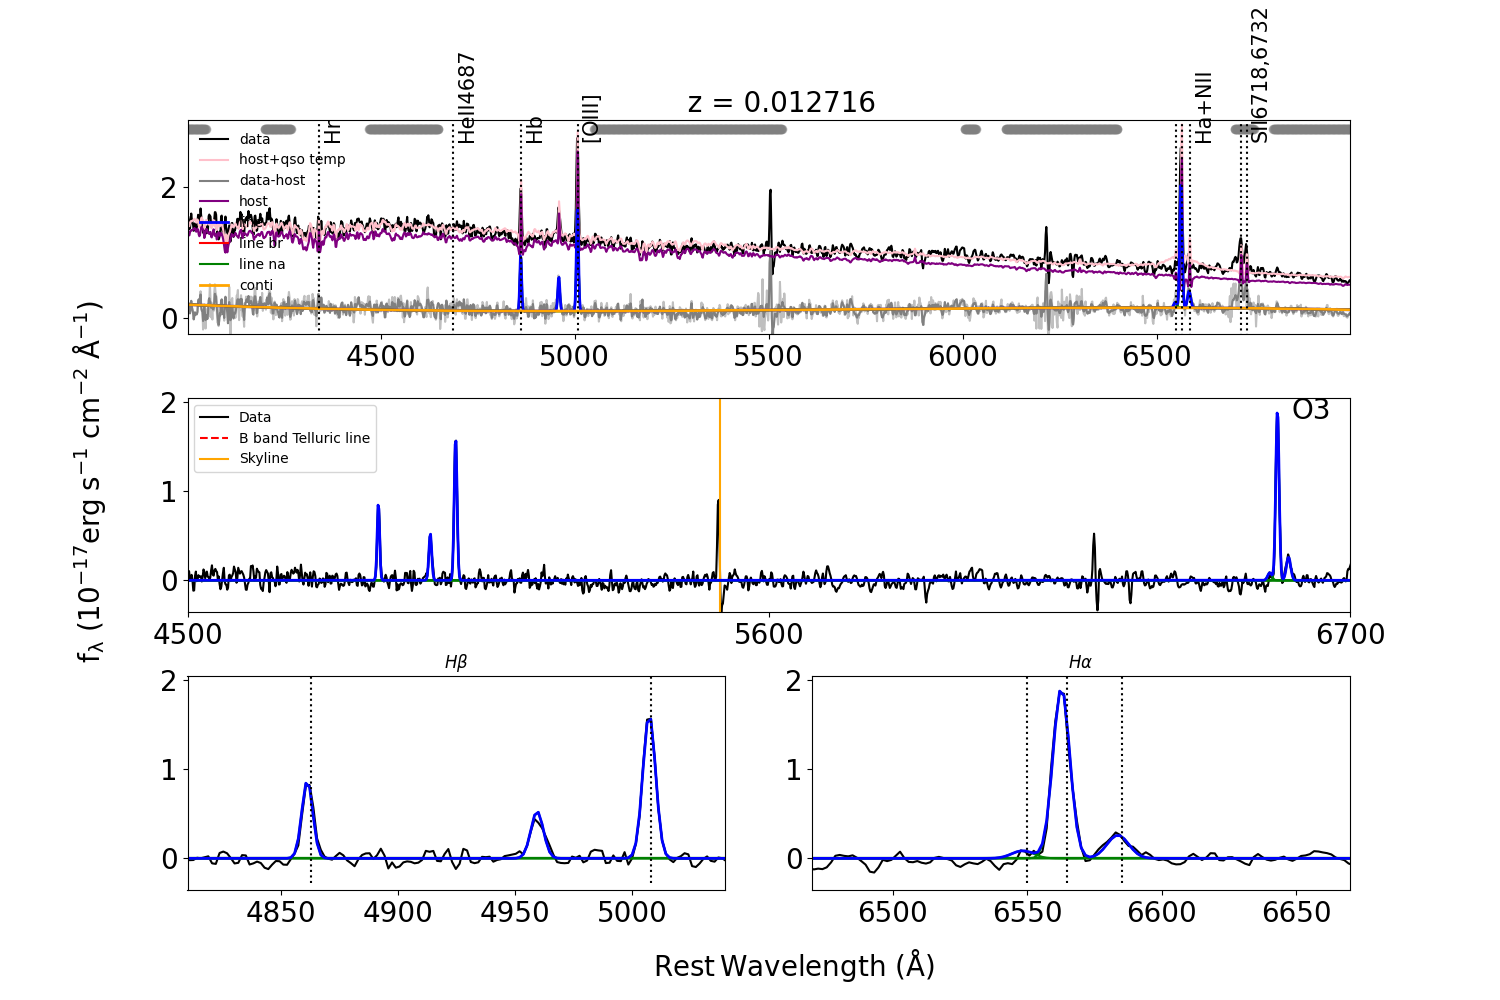 z = 0.012716
Hr
HeII4687
Hb
[OIII]
Ha+NII
SII6718,6732
data
host+qso temp
data-host
host
line br
line na
conti
2
0
4500
5000
5500
6000
6500
f_λ (10^−17 erg s^−1 cm^−2 Å^−1)
O3
Data
B band Telluric line
Skyline
2
1
0
4500
5600
6700
Hβ
2
1
0
4850
4900
4950
5000
Hα
2
1
0
6500
6550
6600
6650
Rest Wavelength (Å)